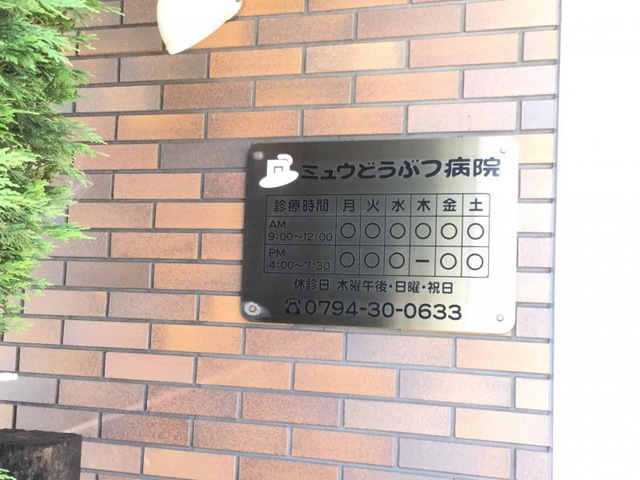 ミュウどうぶつ病院
診療時間 月 火 水 木 金 土
AM 9:00〜12:00 ○ ○ ○ ○ ○ ○
PM 4:00〜7:30 ○ ○ ○ ー ○ ○
休診日 木曜午後・日曜・祝日
☎0794-30-0633